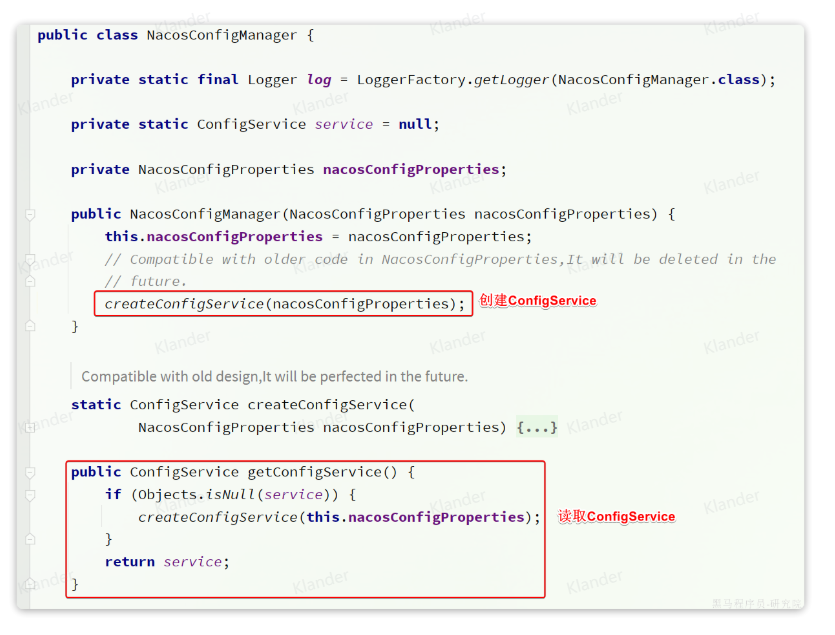 public class NacosConfigManager {
private static final Logger log = LoggerFactory.getLogger(NacosConfigManager.class);
private static ConfigService service = null;
private NacosConfigProperties nacosConfigProperties;
public NacosConfigManager(NacosConfigProperties nacosConfigProperties) {
this.nacosConfigProperties = nacosConfigProperties;
// Compatible with older code in NacosConfigProperties,It will be deleted in the
// future.
createConfigService(nacosConfigProperties); 创建ConfigService
}
Compatible with old design,It will be perfected in the future.
static ConfigService createConfigService(
NacosConfigProperties nacosConfigProperties) {...}
public ConfigService getConfigService() {
if (Objects.isNull(service)) {
createConfigService(this.nacosConfigProperties); 读取ConfigService
}
return service;
}
Klander
黑马程序员-研究院